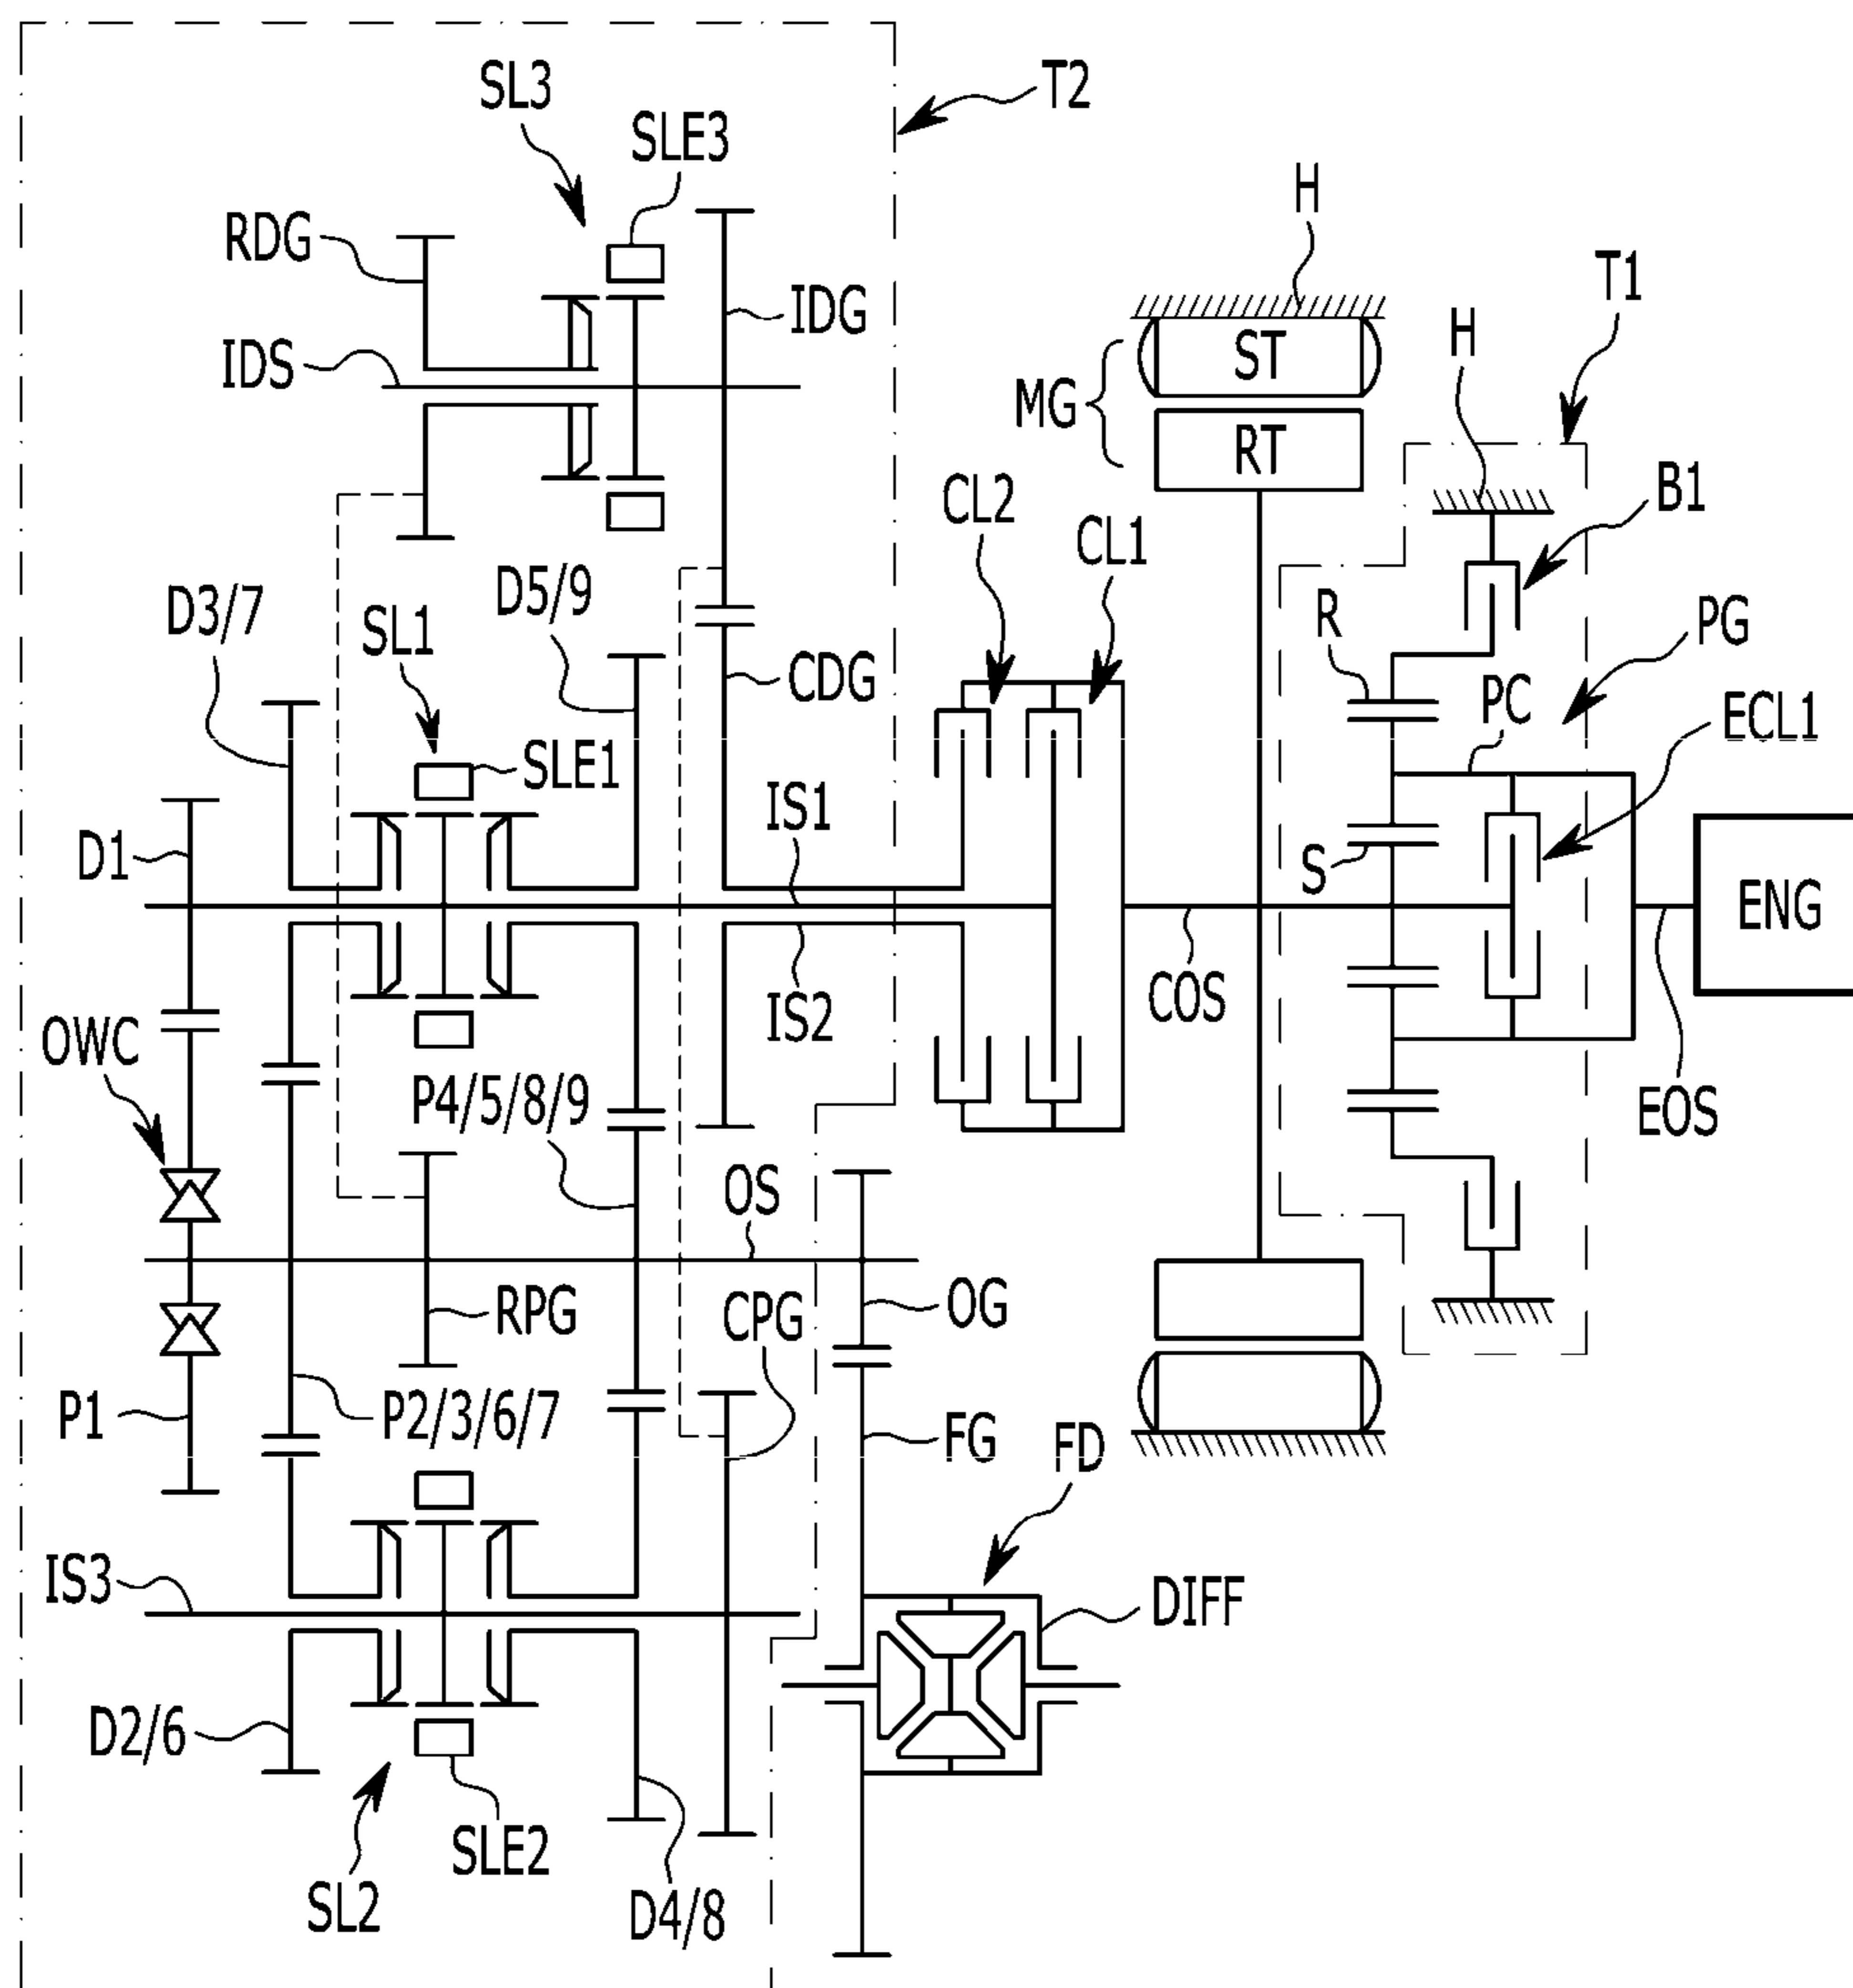 SL3
T2
SLE3
H
RDG
T1
IDG
H
ST
IDS
MG
RT
CL2
B1
CL1
D5/9
D3/7
R
SL1
PG
CDG
PC
ECL1
SLE1
IS1
D1
S
ENG
IS2
COS
OWC
P4/5/8/9
EOS
OS
RPG
CPG
OG
P1
P2/3/6/7
FG
FD
IS3
DIFF
D2/6
SLE2
SL2
D4/8